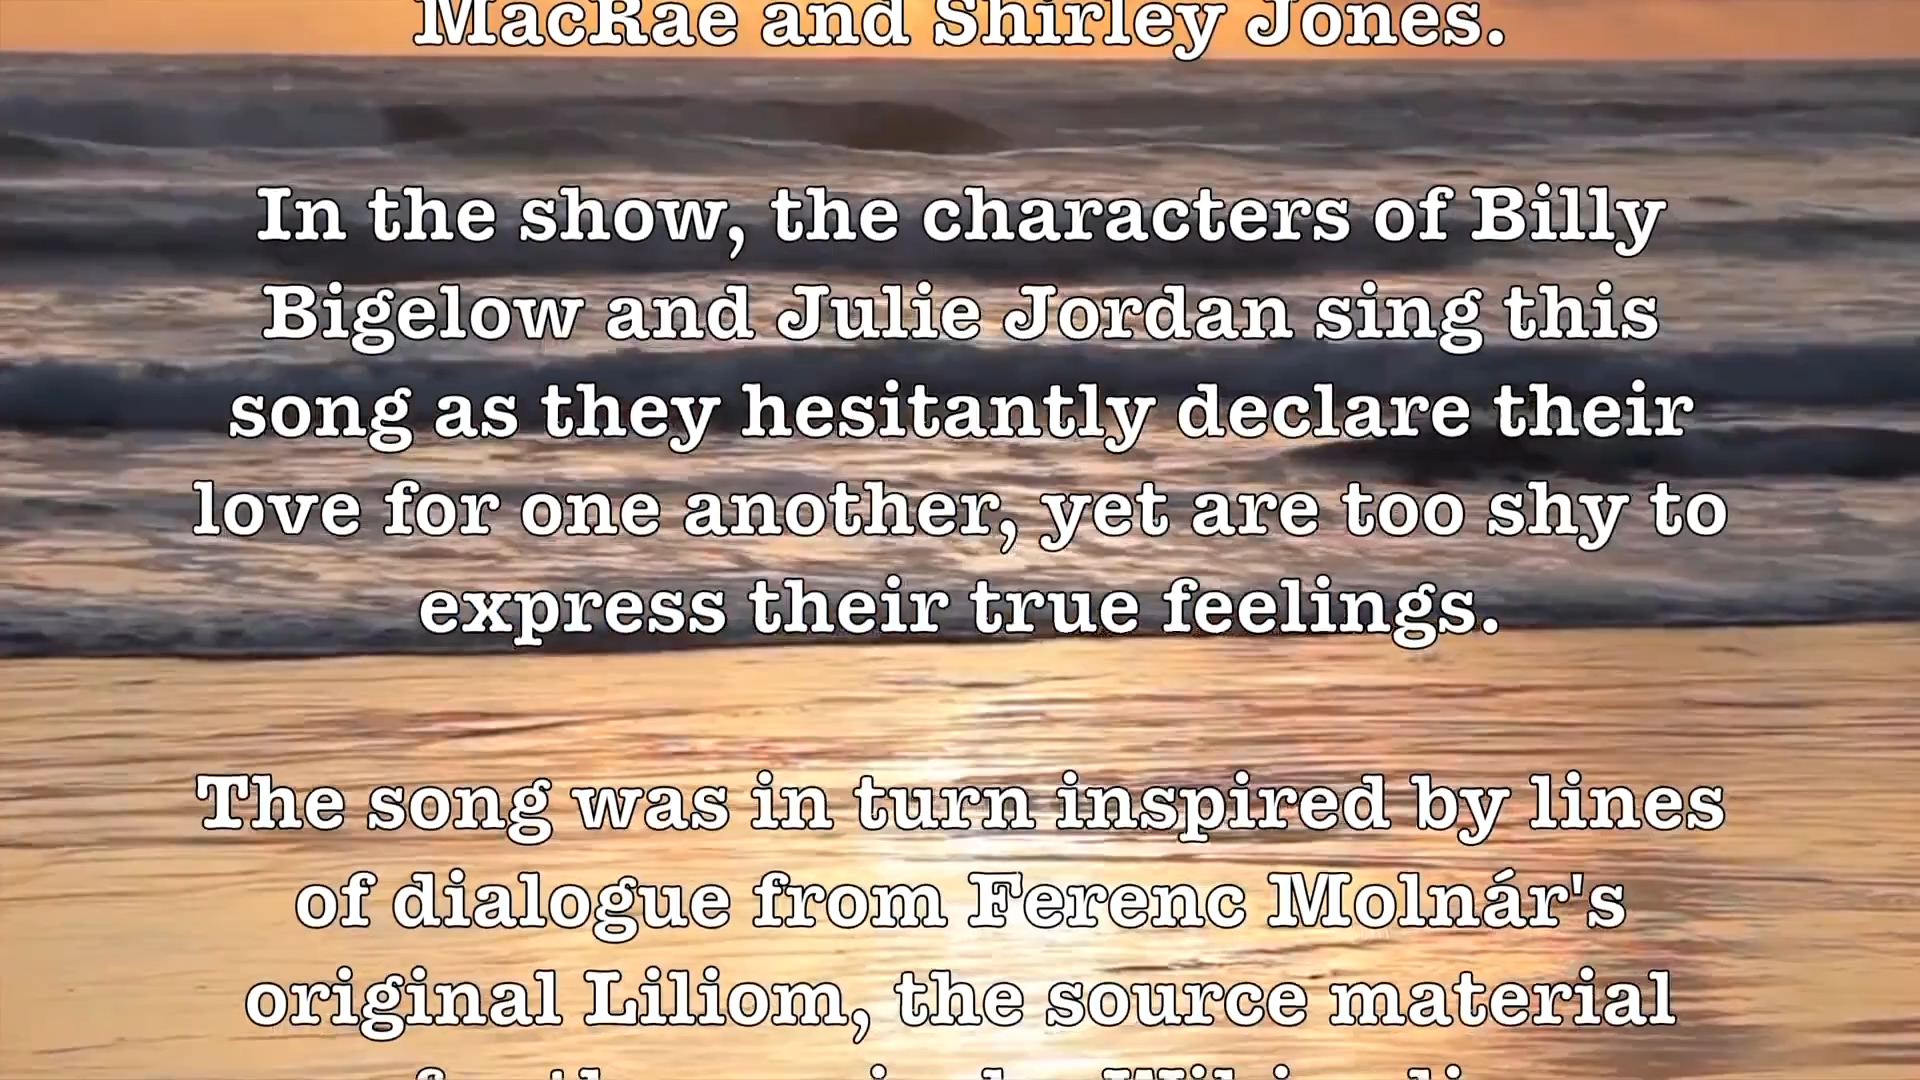 MacRae and Shirley Jones.
In the show, the characters of Billy
Bigelow and Julie Jordan sing this
song as they hesitantly declare their
love for one another, yet are too shy to
express their true feelings.
The song was in turn inspired by lines
of dialogue from Ferenc Molnár's
original Liliom, the source material